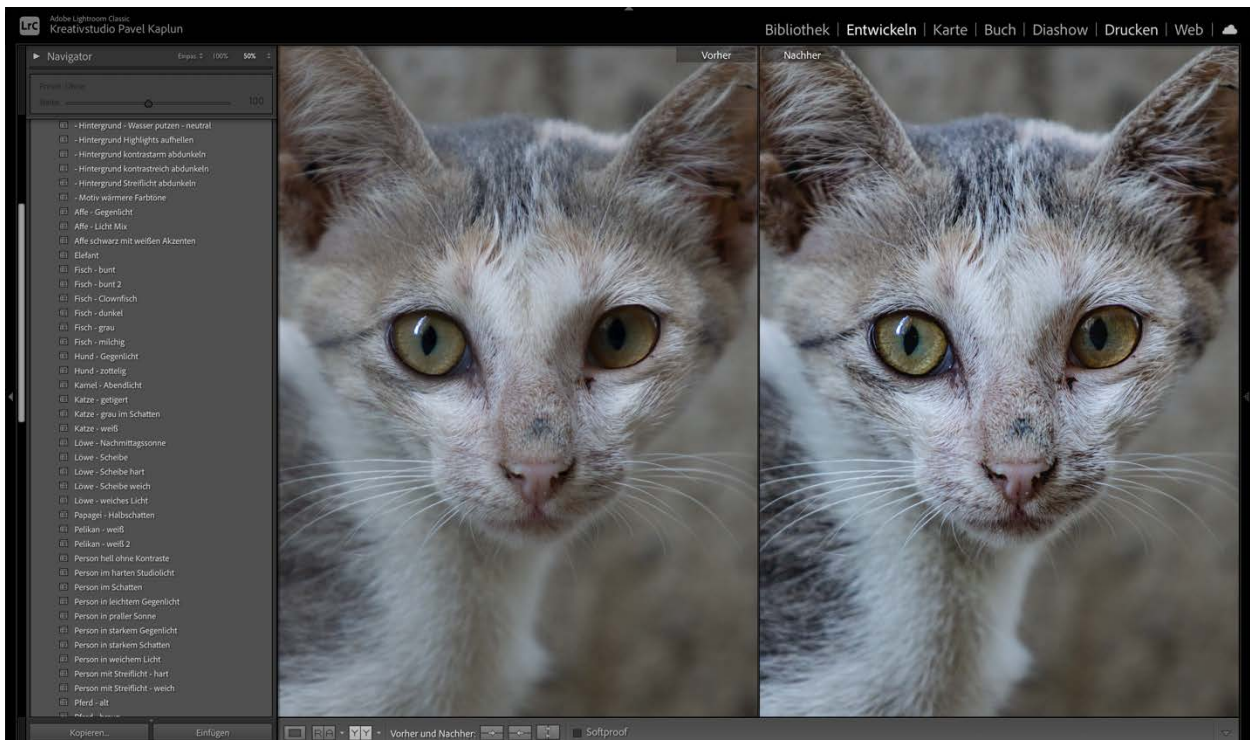 LrC
Adobe Lightroom Classic
Kreativstudio Pavel Kaplun
Bibliothek | Entwickeln | Karte | Buch | Diashow | Drucken | Web |
Navigator
100%
50%
100
- Hintergrund - Wasser putzen - neutral
- Hintergrund Highlights aufhellen
- Hintergrund kontrastarm abdunkeln
- Hintergrund kontrastreich abdunkeln
- Hintergrund Streiflicht abdunkeln
- Motiv wärmere Farbtöne
Affe - Gegenlicht
Affe - Licht Mix
Affe schwarz mit weißen Akzenten
Elefant
Fisch - bunt
Fisch - bunt 2
Fisch - Clownfisch
Fisch - dunkel
Fisch - grau
Fisch - milchig
Hund - Gegenlicht
Hund - zottelig
Kamel - Abendlicht
Katze - getigert
Katze - grau im Schatten
Katze - weiß
Löwe - Nachmittagssonne
Löwe - Scheibe
Löwe - Scheibe hart
Löwe - Scheibe weich
Löwe - weiches Licht
Papagei - Halbschatten
Pelikan - weiß
Pelikan - weiß 2
Person hell ohne Kontraste
Person im harten Studiolicht
Person im Schatten
Person in leichtem Gegenlicht
Person in praller Sonne
Person in starkem Gegenlicht
Person in starkem Schatten
Person in weichem Licht
Person mit Streiflicht - hart
Person mit Streiflicht - weich
Pferd - alt
Kopieren...
Einfügen
Vorher
Nachher
R A
Y Y
Vorher und Nachher:
Softproof